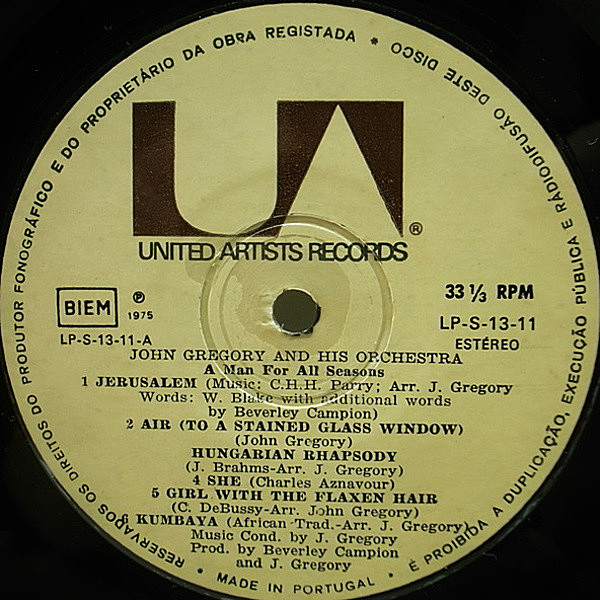 RESERVADOS OS DIREITOS DO PRODUTOR FONOGRÁFICO E DO PROPRIETÁRIO DA OBRA REGISTADA * É PROIBIDA A DUPLICAÇÃO, EXECUÇÃO PÚBLICA E RÁDIODIFUSÃO DESTE DISCO
UA
®
UNITED ARTISTS RECORDS
BIEM
℗
1975
LP-S-13-11-A
33 ⅓ RPM
LP-S-13-11
ESTÉREO
JOHN GREGORY AND HIS ORCHESTRA
A Man For All Seasons
1 JERUSALEM (Music: C.H.H. Parry; Arr. J. Gregory
Words: W. Blake with additional words
by Beverley Campion)
2 AIR (TO A STAINED GLASS WINDOW)
(John Gregory)
HUNGARIAN RHAPSODY
(J. Brahms-Arr. J. Gregory)
4 SHE (Charles Aznavour)
5 GIRL WITH THE FLAXEN HAIR
(C. DeBussy-Arr. John Gregory)
6 KUMBAYA (African-Trad.-Arr. J. Gregory)
Music Cond. by J. Gregory
Prod. by Beverley Campion
and J. Gregory
• MADE IN PORTUGAL •